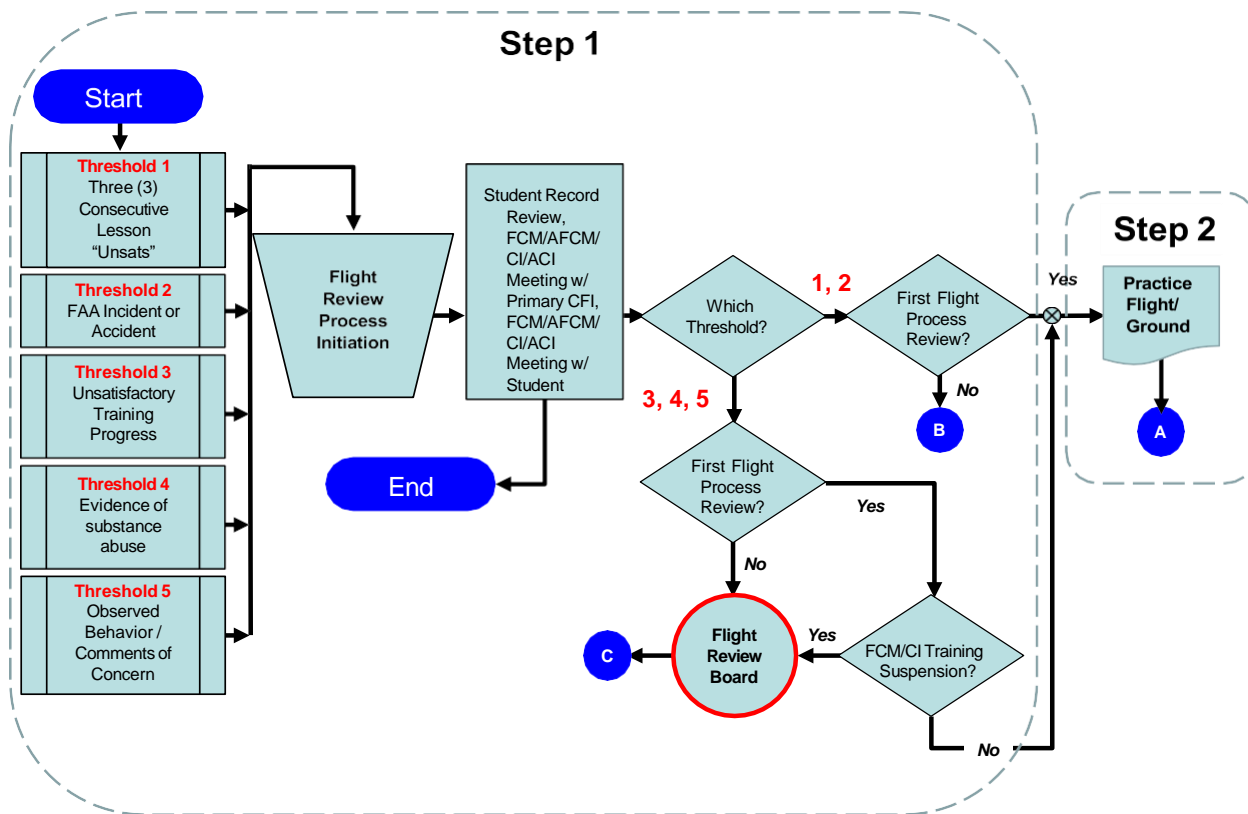 Step 1
Start
Threshold 1
Three (3)
Consecutive
Lesson
“Unsats”
Threshold 2
FAA Incident or
Accident
Threshold 3
Unsatisfactory
Training
Progress
Threshold 4
Evidence of
substance
abuse
Threshold 5
Observed
Behavior /
Comments of
Concern
Flight
Review
Process
Initiation
Student Record
Review,
FCM/AFCM/
CI/ACI
Meeting w/
Primary CFI,
FCM/AFCM/
CI/ACI
Meeting w/
Student
End
Which
Threshold?
1, 2
3, 4, 5
First Flight
Process
Review?
Yes
No
B
First Flight
Process
Review?
Yes
No
Flight
Review
Board
C
Yes
FCM/CI Training
Suspension?
No
Step 2
Practice
Flight/
Ground
A